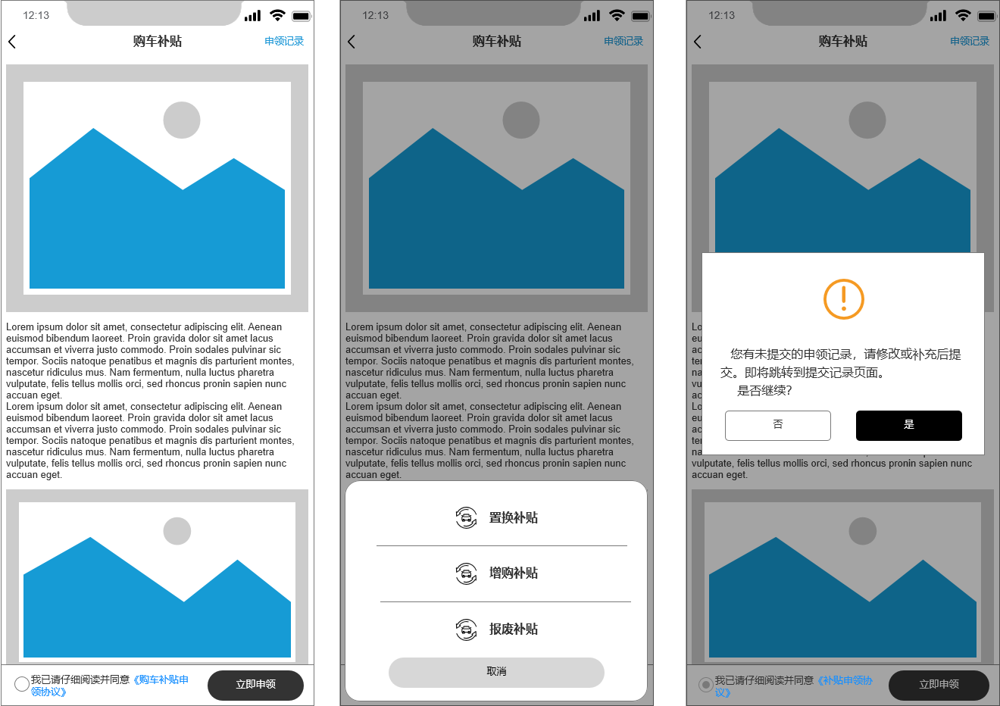 12:13
购车补贴
申领记录
Lorem ipsum dolor sit amet, consectetur adipiscing elit. Aenean
euismod bibendum laoreet. Proin gravida dolor sit amet lacus
accumsan et viverra justo commodo. Proin sodales pulvinar sic
tempor. Sociis natoque penatibus et magnis dis parturient montes,
nascetur ridiculus mus. Nam fermentum, nulla luctus pharetra
vulputate, felis tellus mollis orci, sed rhoncus pronin sapien nunc
accuan eget.
Lorem ipsum dolor sit amet, consectetur adipiscing elit. Aenean
euismod bibendum laoreet. Proin gravida dolor sit amet lacus
accumsan et viverra justo commodo. Proin sodales pulvinar sic
tempor. Sociis natoque penatibus et magnis dis parturient montes,
nascetur ridiculus mus. Nam fermentum, nulla luctus pharetra
vulputate, felis tellus mollis orci, sed rhoncus pronin sapien nunc
accuan eget.
我已请仔细阅读并同意《购车补贴申
领协议》
立即申领
12:13
购车补贴
申领记录
Lorem ipsum dolor sit amet, consectetur adipiscing elit. Aenean
euismod bibendum laoreet. Proin gravida dolor sit amet lacus
accumsan et viverra justo commodo. Proin sodales pulvinar sic
tempor. Sociis natoque penatibus et magnis dis parturient montes,
nascetur ridiculus mus. Nam fermentum, nulla luctus pharetra
vulputate, felis tellus mollis orci, sed rhoncus pronin sapien nunc
accuan eget.
Lorem ipsum dolor sit amet, consectetur adipiscing elit. Aenean
euismod bibendum laoreet. Proin gravida dolor sit amet lacus
accumsan et viverra justo commodo. Proin sodales pulvinar sic
tempor. Sociis natoque penatibus et magnis dis parturient montes,
nascetur ridiculus mus. Nam fermentum, nulla luctus pharetra
vulputate, felis tellus mollis orci, sed rhoncus pronin sapien nunc
accuan eget.
置换补贴
增购补贴
报废补贴
取消
12:13
购车补贴
申领记录
您有未提交的申领记录，请修改或补充后提
交。即将跳转到提交记录页面。
是否继续?
否
是
vulputate, felis tellus mollis orci, sed rhoncus pronin sapien nunc
accuan eget.
我已请仔细阅读并同意《补贴申领协
议》
立即申领